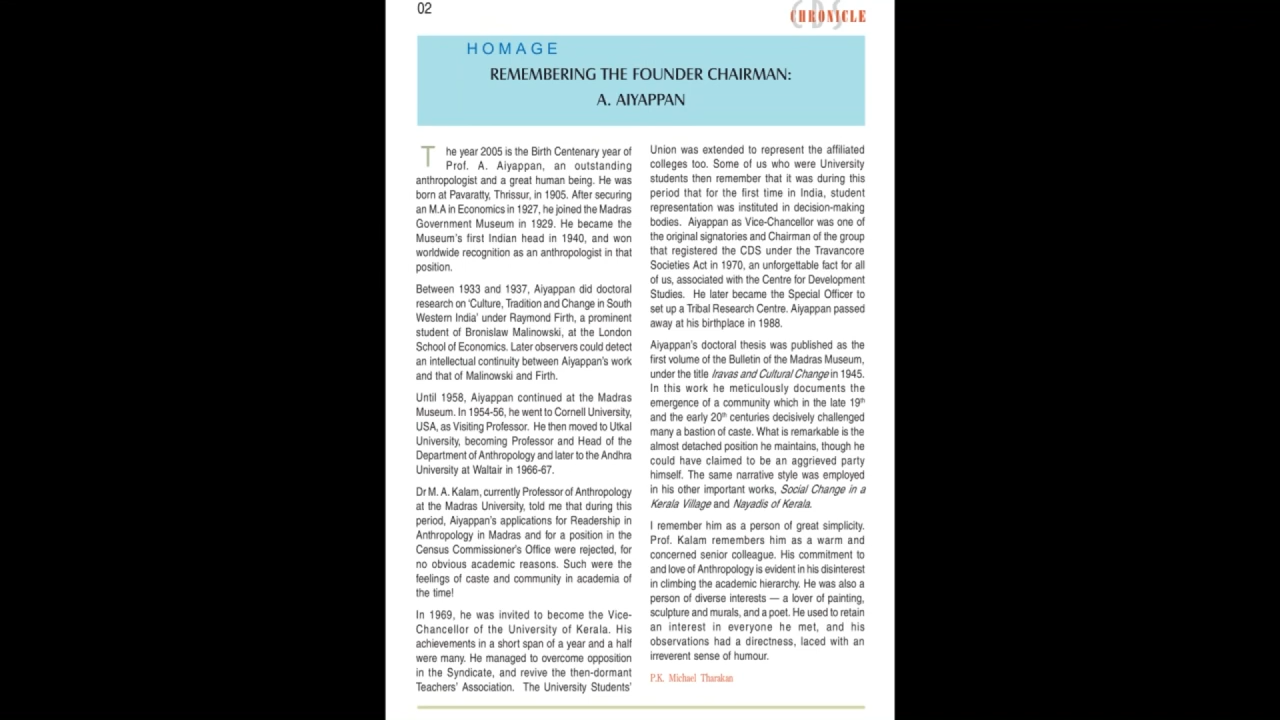 02
CDS
CHRONICLE
HOMAGE
REMEMBERING THE FOUNDER CHAIRMAN:
A. AIYAPPAN
The year 2005 is the Birth Centenary year of
Prof. A. Aiyappan, an outstanding
anthropologist and a great human being. He was
born at Pavaratty, Thrissur, in 1905. After securing
an M.A in Economics in 1927, he joined the Madras
Government Museum in 1929. He became the
Museum's first Indian head in 1940, and won
worldwide recognition as an anthropologist in that
position.
Between 1933 and 1937, Aiyappan did doctoral
research on 'Culture, Tradition and Change in South
Western India' under Raymond Firth, a prominent
student of Bronislaw Malinowski, at the London
School of Economics. Later observers could detect
an intellectual continuity between Aiyappan's work
and that of Malinowski and Firth.
Until 1958, Aiyappan continued at the Madras
Museum. In 1954-56, he went to Cornell University,
USA, as Visiting Professor. He then moved to Utkal
University, becoming Professor and Head of the
Department of Anthropology and later to the Andhra
University at Waltair in 1966-67.
Dr M. A. Kalam, currently Professor of Anthropology
at the Madras University, told me that during this
period, Aiyappan's applications for Readership in
Anthropology in Madras and for a position in the
Census Commissioner's Office were rejected, for
no obvious academic reasons. Such were the
feelings of caste and community in academia of
the time!
In 1969, he was invited to become the Vice-
Chancellor of the University of Kerala. His
achievements in a short span of a year and a half
were many. He managed to overcome opposition
in the Syndicate, and revive the then-dormant
Teachers' Association. The University Students'
Union was extended to represent the affiliated
colleges too. Some of us who were University
students then remember that it was during this
period that for the first time in India, student
representation was instituted in decision-making
bodies. Aiyappan as Vice-Chancellor was one of
the original signatories and Chairman of the group
that registered the CDS under the Travancore
Societies Act in 1970, an unforgettable fact for all
of us, associated with the Centre for Development
Studies. He later became the Special Officer to
set up a Tribal Research Centre. Aiyappan passed
away at his birthplace in 1988.
Aiyappan's doctoral thesis was published as the
first volume of the Bulletin of the Madras Museum,
under the title Iravas and Cultural Change in 1945.
In this work he meticulously documents the
emergence of a community which in the late 19th
and the early 20th centuries decisively challenged
many a bastion of caste. What is remarkable is the
almost detached position he maintains, though he
could have claimed to be an aggrieved party
himself. The same narrative style was employed
in his other important works, Social Change in a
Kerala Village and Nayadis of Kerala.
I remember him as a person of great simplicity.
Prof. Kalam remembers him as a warm and
concerned senior colleague. His commitment to
and love of Anthropology is evident in his disinterest
in climbing the academic hierarchy. He was also a
person of diverse interests — a lover of painting,
sculpture and murals, and a poet. He used to retain
an interest in everyone he met, and his
observations had a directness, laced with an
irreverent sense of humour.
P.K. Michael Tharakan